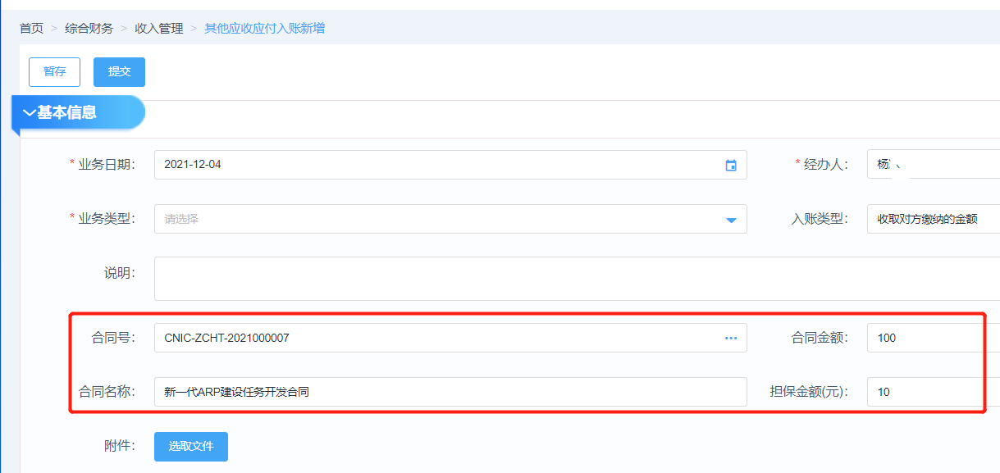 首页 > 综合财务 > 收入管理 > 其他应收应付入账新增
暂存 提交
基本信息
* 业务日期： 2021-12-04 * 经办人： 杨
* 业务类型： 请选择 入账类型： 收取对方缴纳的金额
说明：
合同号： CNIC-ZCHT-2021000007 ··· 合同金额： 100
合同名称： 新一代ARP建设任务开发合同 担保金额(元)： 10
附件： 选取文件